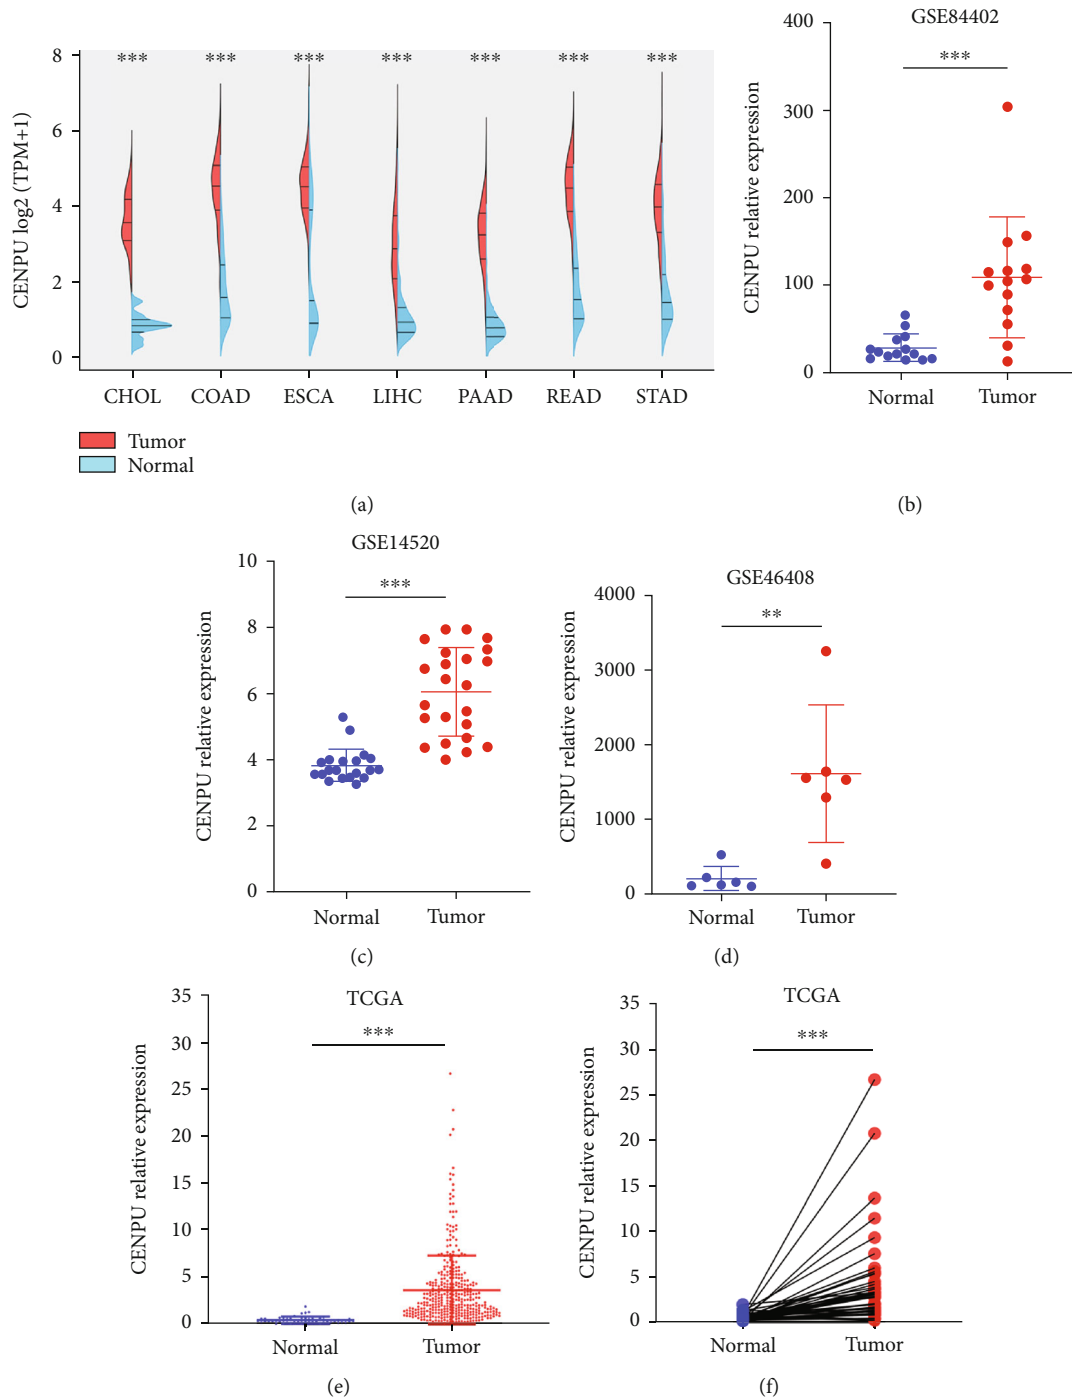 CENPU log2 (TPM+1)
8
6
4
2
0
*** *** *** *** *** *** ***
CHOL COAD ESCA LIHC PAAD READ STAD
Tumor
Normal
(a)
GSE84402
***
CENPU relative expression
400
300
200
100
0
Normal Tumor
(b)
GSE14520
***
CENPU relative expression
10
8
6
4
2
0
Normal Tumor
(c)
GSE46408
**
CENPU relative expression
4000
3000
2000
1000
0
Normal Tumor
(d)
TCGA
***
CENPU relative expression
35
30
25
20
15
10
5
0
Normal Tumor
(e)
TCGA
***
CENPU relative expression
35
30
25
20
15
10
5
0
Normal Tumor
(f)